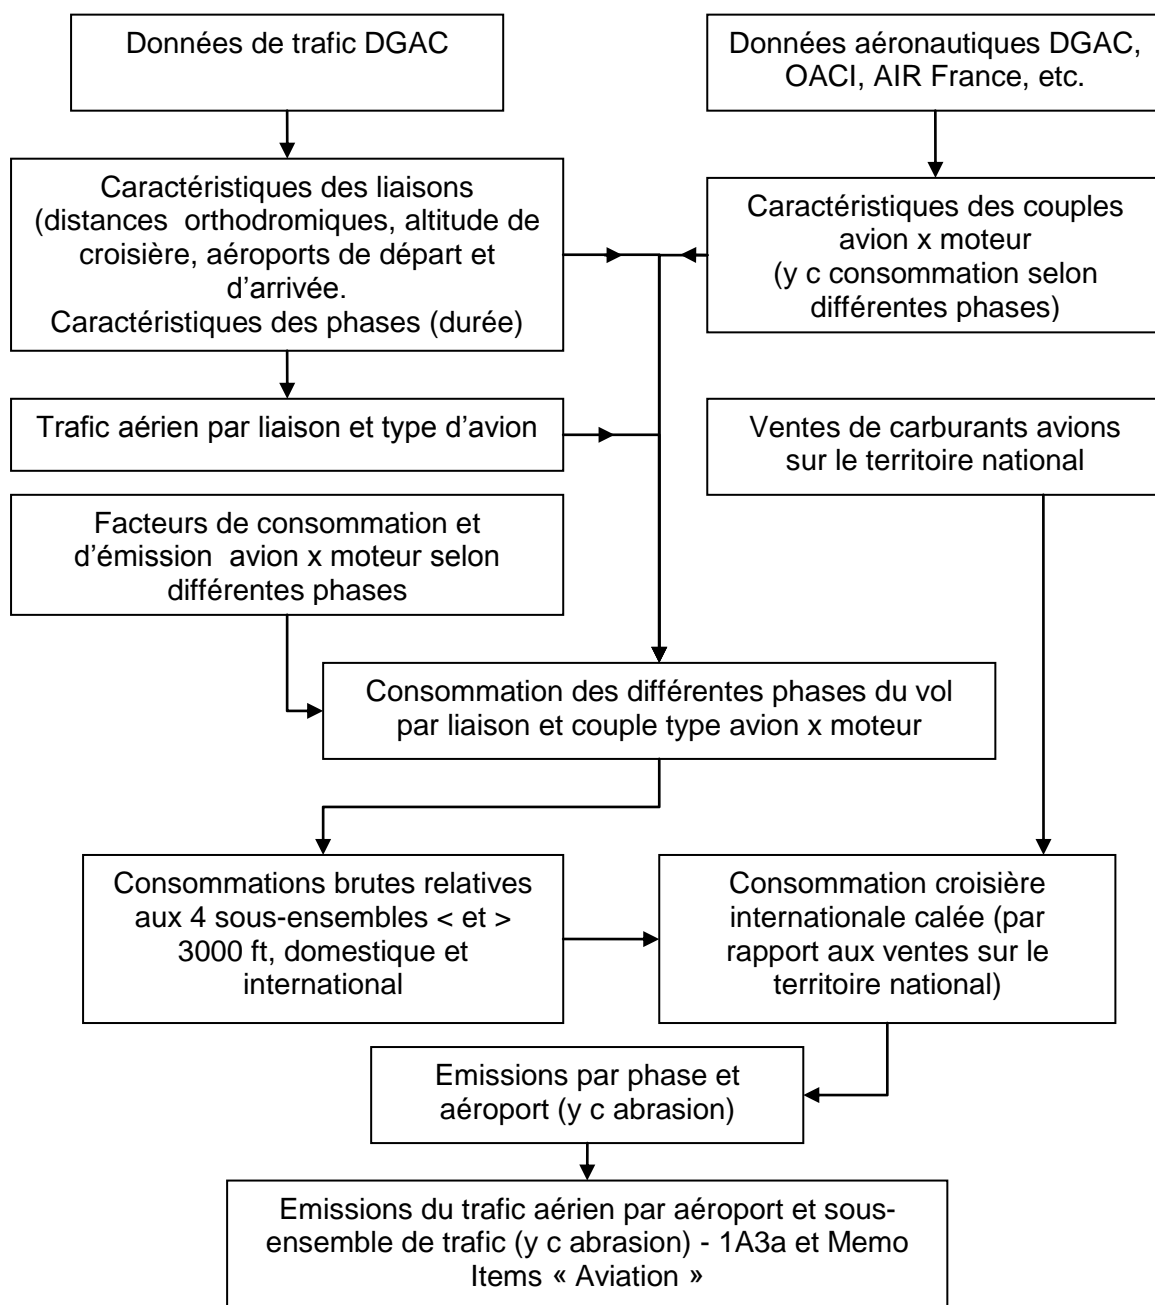 Données de trafic DGAC
Données aéronautiques DGAC,
OACI, AIR France, etc.
Caractéristiques des liaisons
(distances orthodromiques, altitude de
croisière, aéroports de départ et
d’arrivée.
Caractéristiques des phases (durée)
Caractéristiques des couples
avion x moteur
(y c consommation selon
différentes phases)
Trafic aérien par liaison et type d’avion
Ventes de carburants avions
sur le territoire national
Facteurs de consommation et
d’émission avion x moteur selon
différentes phases
Consommation des différentes phases du vol
par liaison et couple type avion x moteur
Consommations brutes relatives
aux 4 sous-ensembles < et >
3000 ft, domestique et
international
Consommation croisière
internationale calée (par
rapport aux ventes sur le
territoire national)
Emissions par phase et
aéroport (y c abrasion)
Emissions du trafic aérien par aéroport et sous-
ensemble de trafic (y c abrasion) - 1A3a et Memo
Items « Aviation »